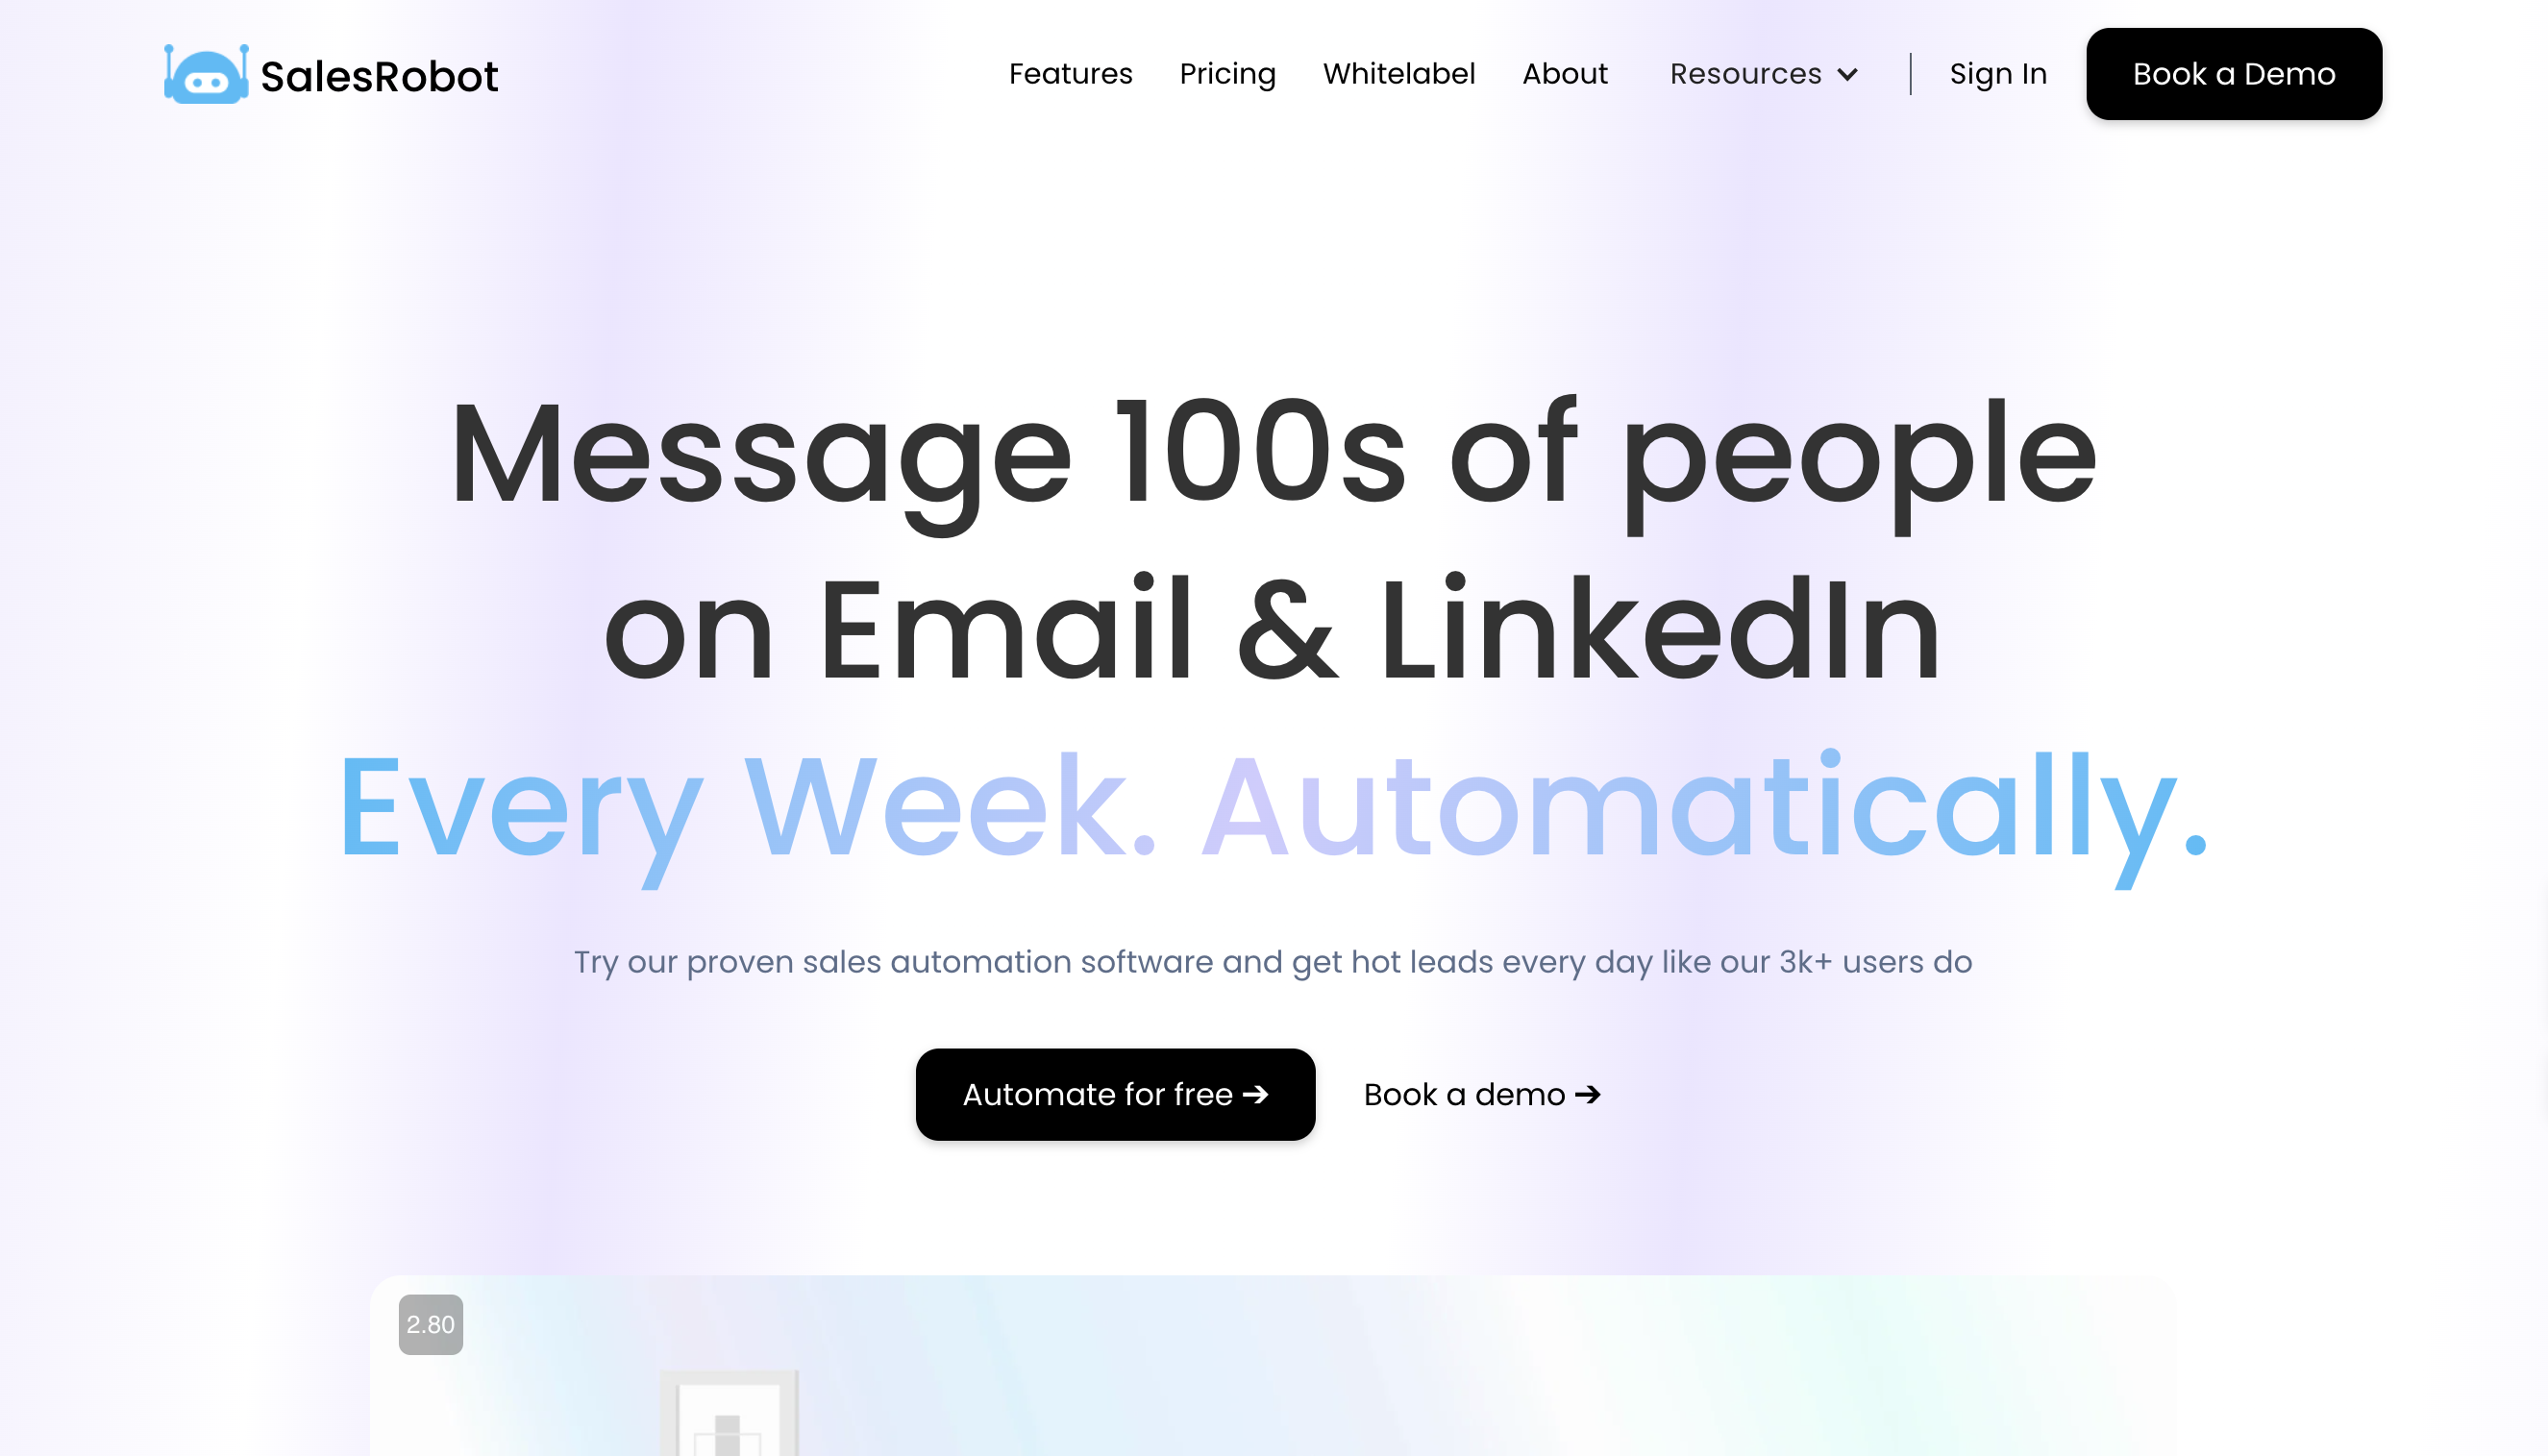 SalesRobot
Features Pricing Whitelabel About Resources Sign In Book a Demo
Message 100s of people
on Email & LinkedIn
Every Week. Automatically.
Try our proven sales automation software and get hot leads every day like our 3k+ users do
Automate for free ➔ Book a demo ➔
2.80